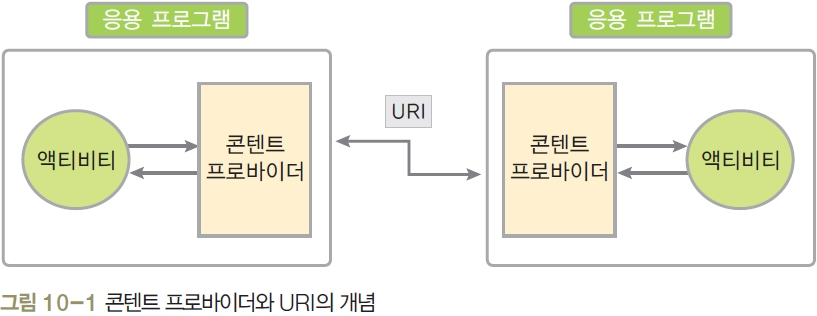 응용 프로그램
응용 프로그램
URI
액티비티
콘텐트
프로바이더
콘텐트
프로바이더
액티비티
그림 10-1 콘텐트 프로바이더와 URI의 개념